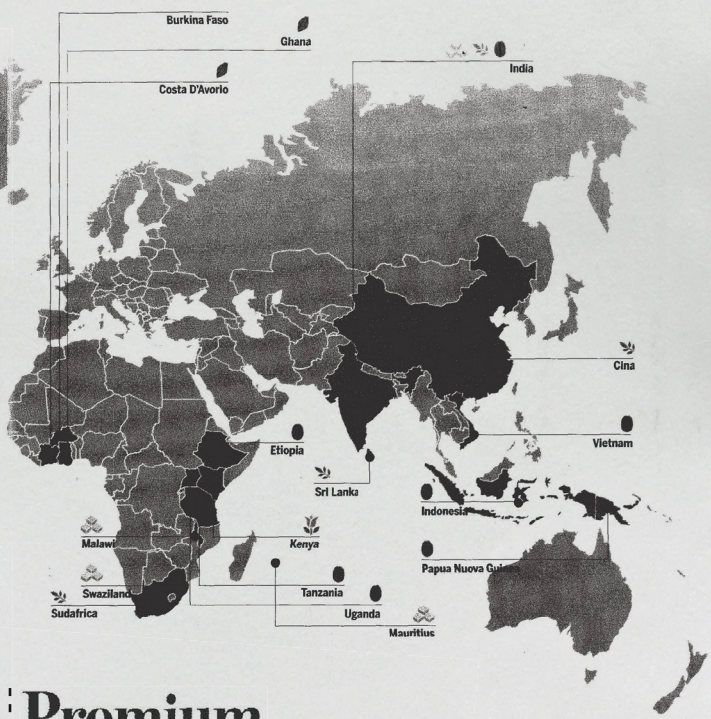 Burkina Faso
Ghana
Costa D'Avorio
India
Cina
Vietnam
Etiopia
Sri Lanka
Indonesia
Malawi
Kenya
Papua Nuova Guinea
Swaziland
Tanzania
Sudafrica
Uganda
Mauritius
Premium